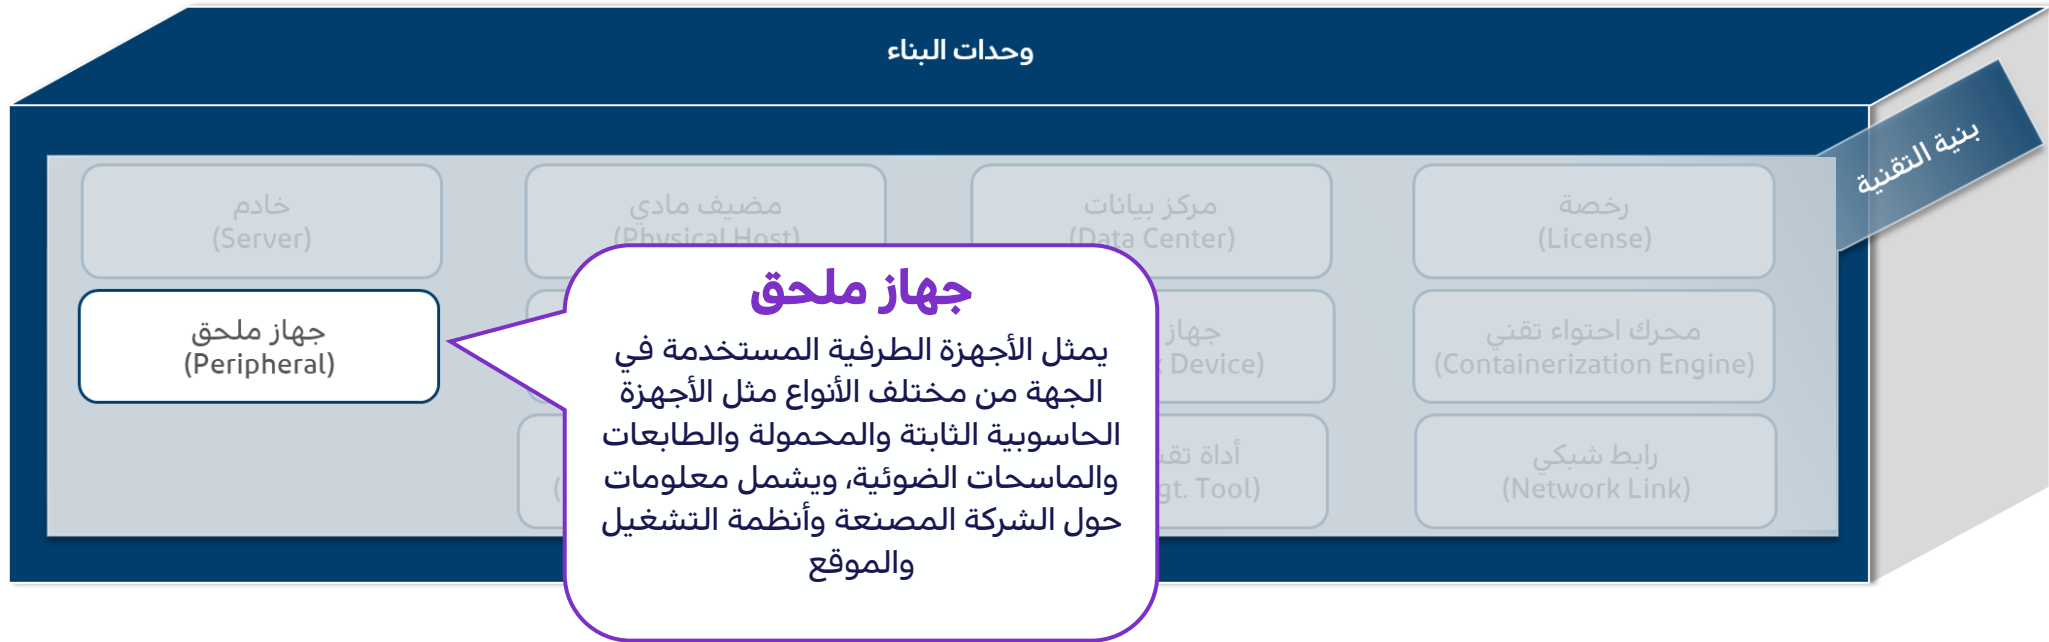 وحدات البناء
بنية التقنية
رخصة
(License)
مركز بيانات
(Data Center)
مضيف مادي
(Physical Host)
خادم
(Server)
محرك احتواء تقني
(Containerization Engine)
جهاز
Device)
جهاز ملحق
(Peripheral)
رابط شبكي
(Network Link)
أداة
Tool)
جهاز ملحق
يمثل الأجهزة الطرفية المستخدمة في
الجهة من مختلف الأنواع مثل الأجهزة
الحاسوبية الثابتة والمحمولة والطابعات
والماسحات الضوئية، ويشمل معلومات
حول الشركة المصنعة وأنظمة التشغيل
والموقع